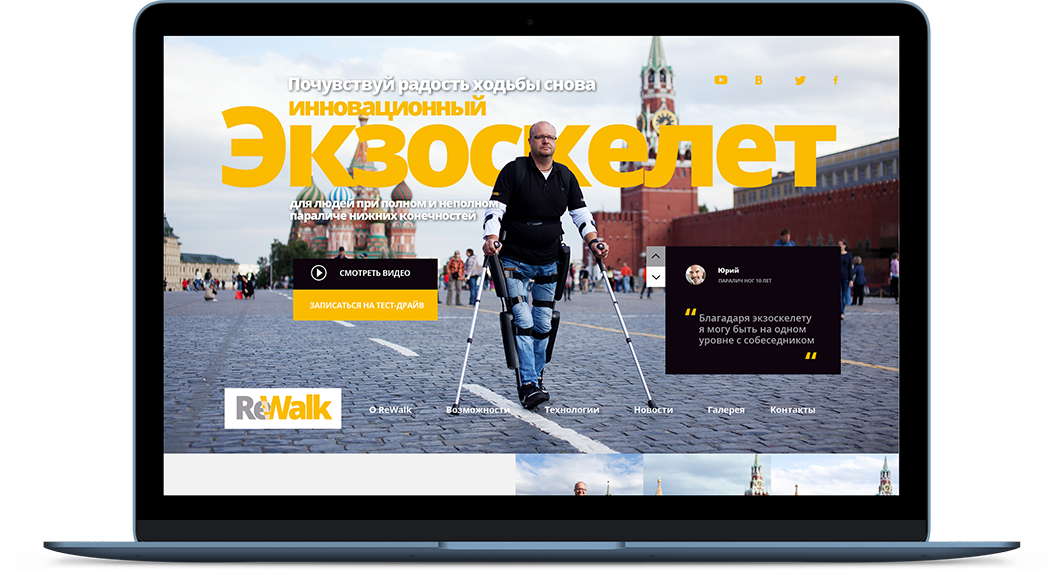 Почувствуй радость ходьбы снова
инновационный
Экзоскелет
для людей при полном и неполном
параличе нижних конечностей
СМОТРЕТЬ ВИДЕО
ЗАПИСАТЬСЯ НА ТЕСТ-ДРАЙВ
Юрий
ПАРАЛИЧ НОГ 10 ЛЕТ
“Благадаря экзоскелету
я могу быть на одном
уровне с собеседником
“
ReWalk
О ReWalk Возможности Технологии Новости Галерея Контакты